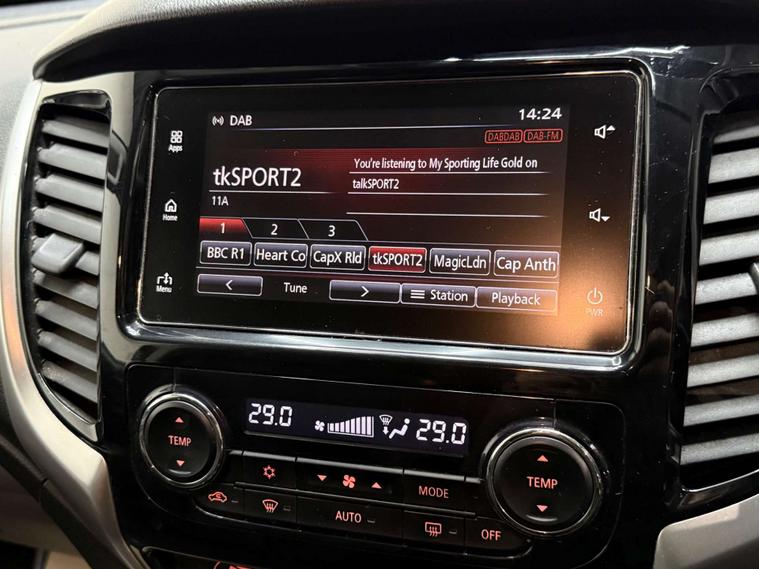 DAB
14:24
DABDAB DAB-FM
Apps
Home
Menu
tkSPORT2
11A
You're listening to My Sporting Life Gold on
talkSPORT2
1 2 3
BBC R1 Heart Co CapX Rld tkSPORT2 MagicLdn Cap Anth
< Tune > Station Playback
PWR
29.0 29.0
TEMP
MODE
AUTO
OFF
TEMP